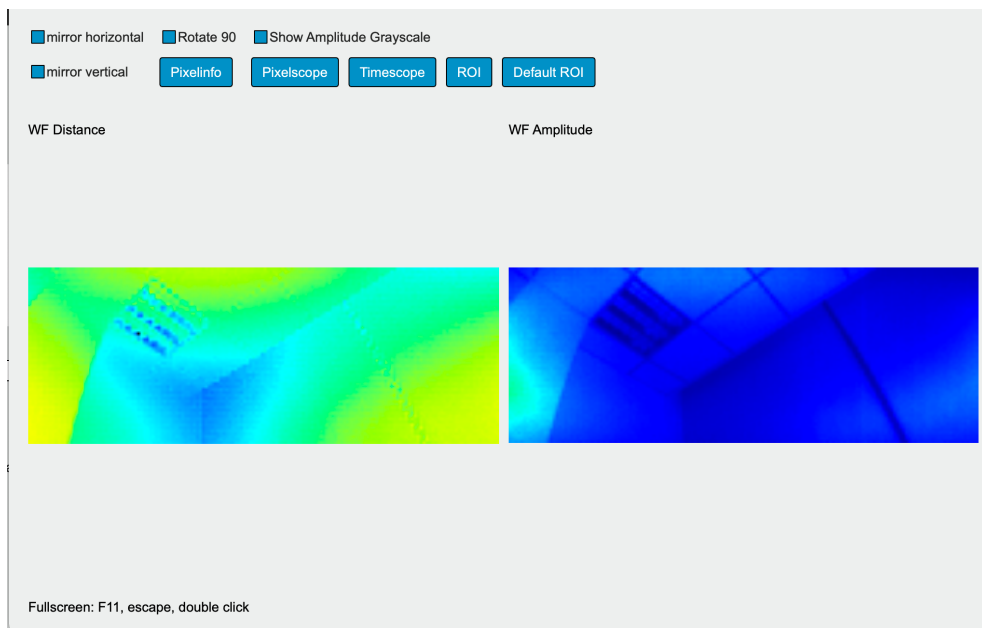 mirror horizontal Rotate 90 Show Amplitude Grayscale
mirror vertical Pixelinfo Pixelscope Timescope ROI Default ROI
WF Distance WF Amplitude
Fullscreen: F11, escape, double click